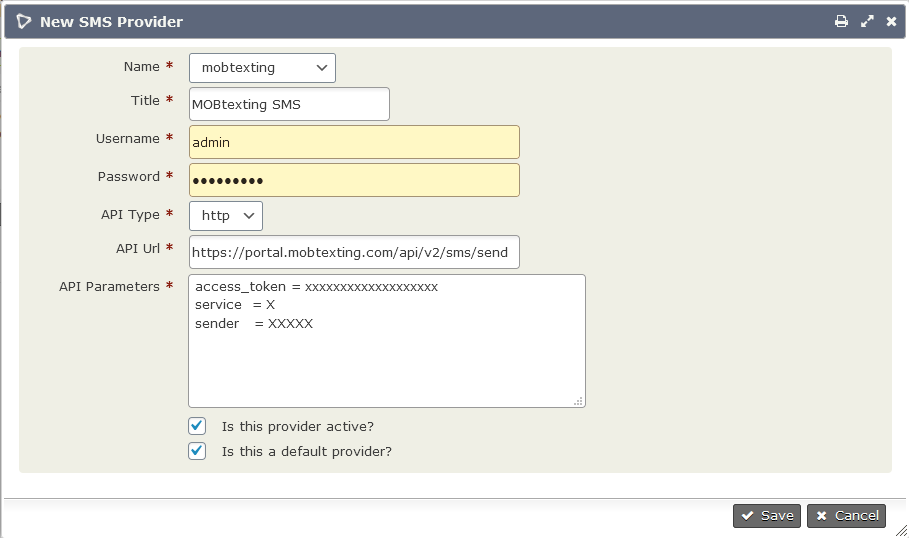 New SMS Provider
Name * mobtexting
Title * MOBtexting SMS
Username * admin
Password * •••••••••
API Type * http
API Url * https://portal.mobtexting.com/api/v2/sms/send
API Parameters * access_token = xxxxxxxxxxxxxxxxxxx
service = X
sender = XXXXX
Is this provider active?
Is this a default provider?
Save Cancel